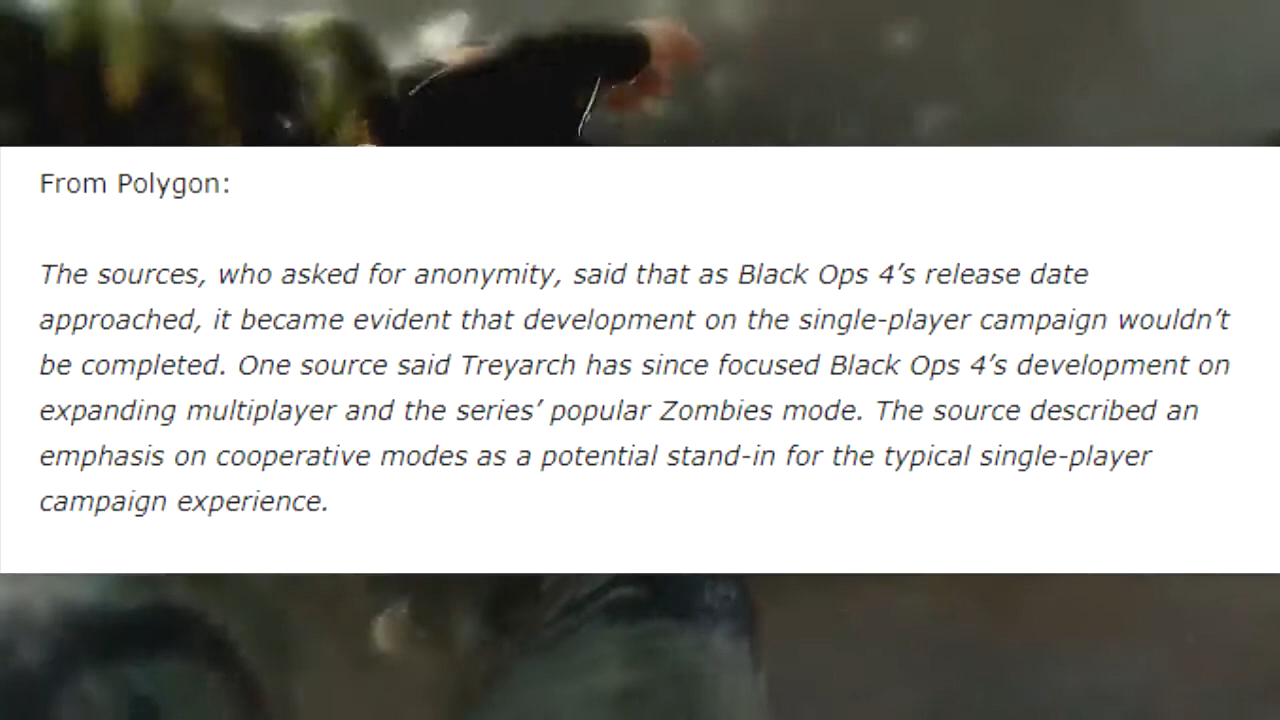 From Polygon:
The sources, who asked for anonymity, said that as Black Ops 4’s release date
approached, it became evident that development on the single-player campaign wouldn’t
be completed. One source said Treyarch has since focused Black Ops 4’s development on
expanding multiplayer and the series’ popular Zombies mode. The source described an
emphasis on cooperative modes as a potential stand-in for the typical single-player
campaign experience.